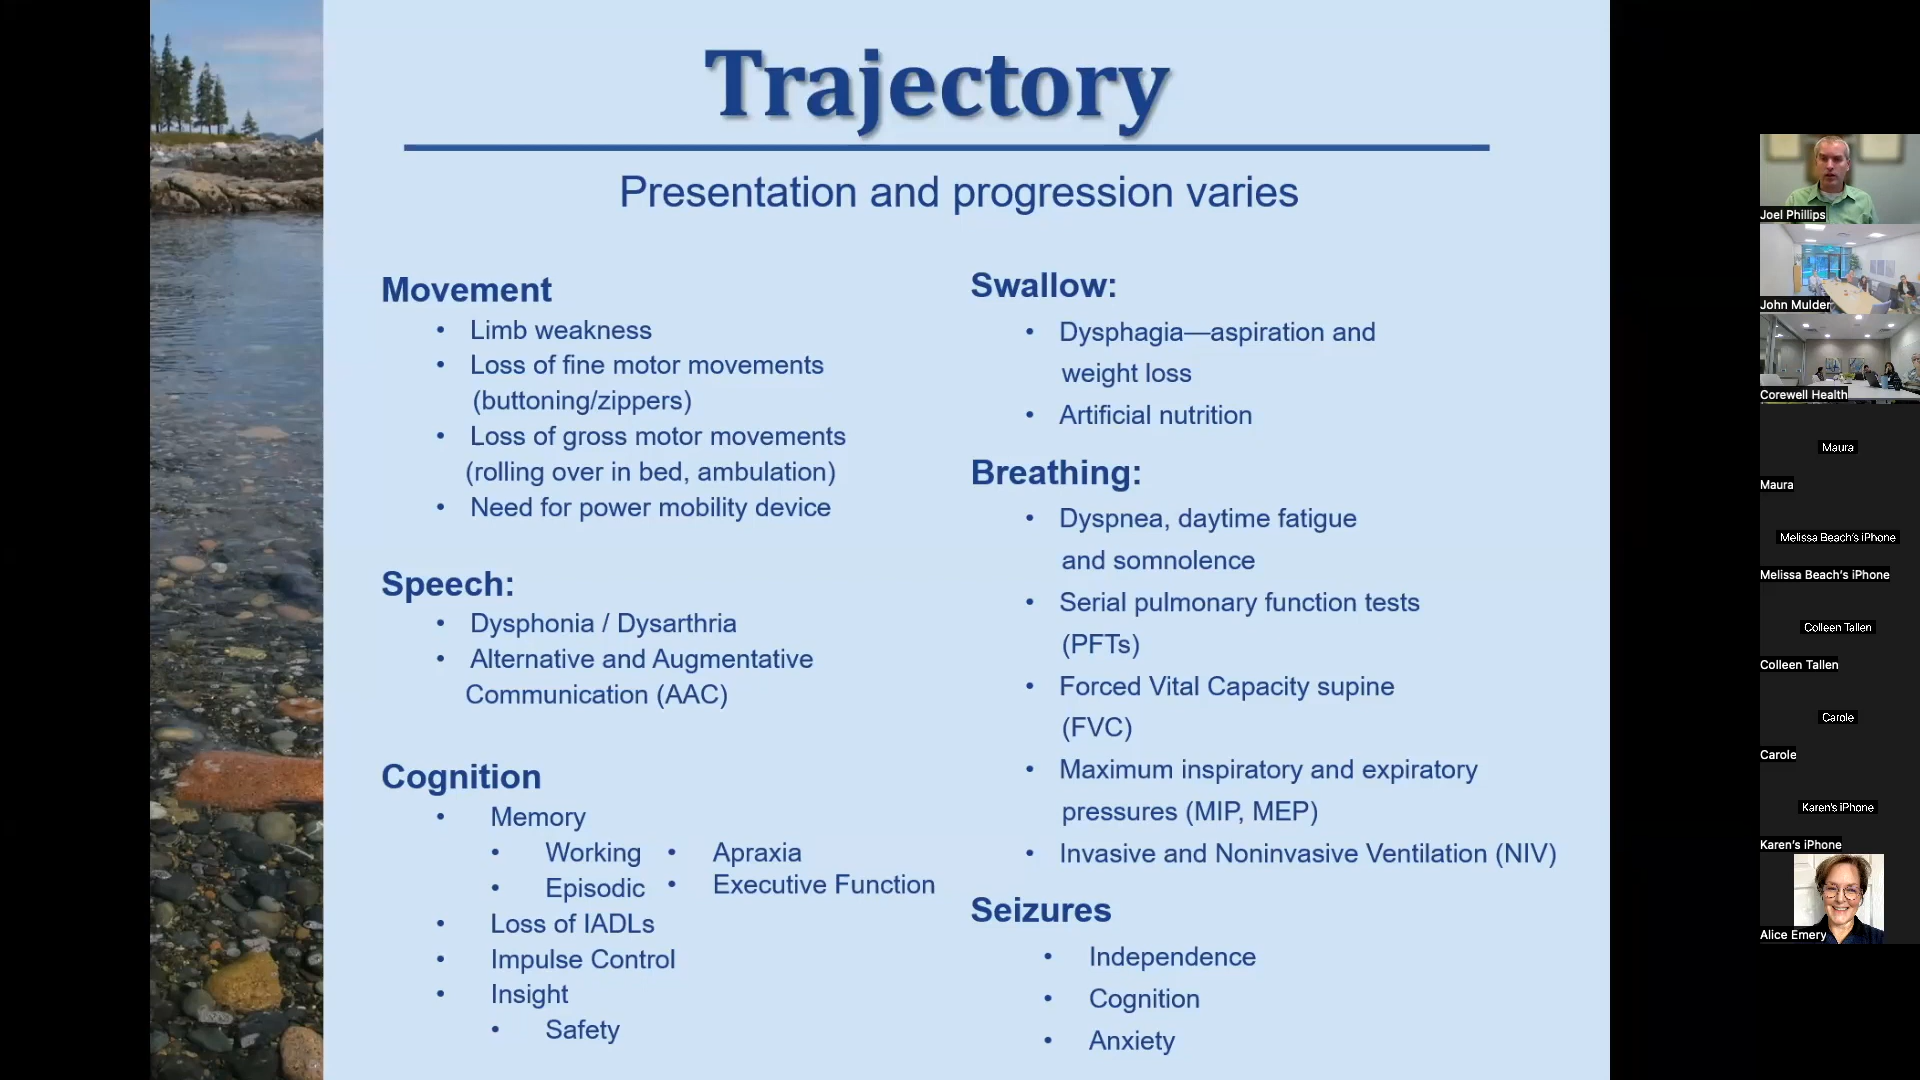 Trajectory
Presentation and progression varies
Movement
• Limb weakness
• Loss of fine motor movements
(buttoning/zippers)
• Loss of gross motor movements
(rolling over in bed, ambulation)
• Need for power mobility device
Speech:
• Dysphonia / Dysarthria
• Alternative and Augmentative
Communication (AAC)
Cognition
• Memory
• Working • Apraxia
• Episodic • Executive Function
• Loss of IADLs
• Impulse Control
• Insight
• Safety
Swallow:
• Dysphagia—aspiration and
weight loss
• Artificial nutrition
Breathing:
• Dyspnea, daytime fatigue
and somnolence
• Serial pulmonary function tests
(PFTs)
• Forced Vital Capacity supine
(FVC)
• Maximum inspiratory and expiratory
pressures (MIP, MEP)
• Invasive and Noninvasive Ventilation (NIV)
Seizures
• Independence
• Cognition
• Anxiety
Joel Phillips
John Mulder
Corewell Health
Maura
Maura
Melissa Beach's iPhone
Melissa Beach's iPhone
Colleen Tallen
Colleen Tallen
Carole
Carole
Karen's iPhone
Karen's iPhone
Alice Emery